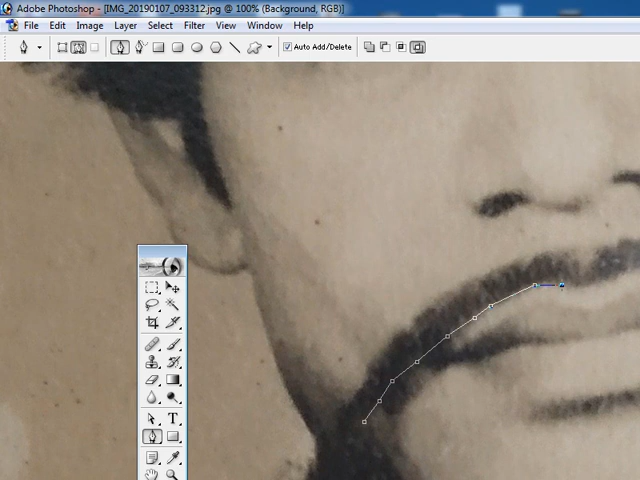 Adobe Photoshop - [IMG_20190107_093312.jpg @ 100% (Background, RGB)]
File Edit Image Layer Select Filter View Window Help
Auto Add/Delete
T